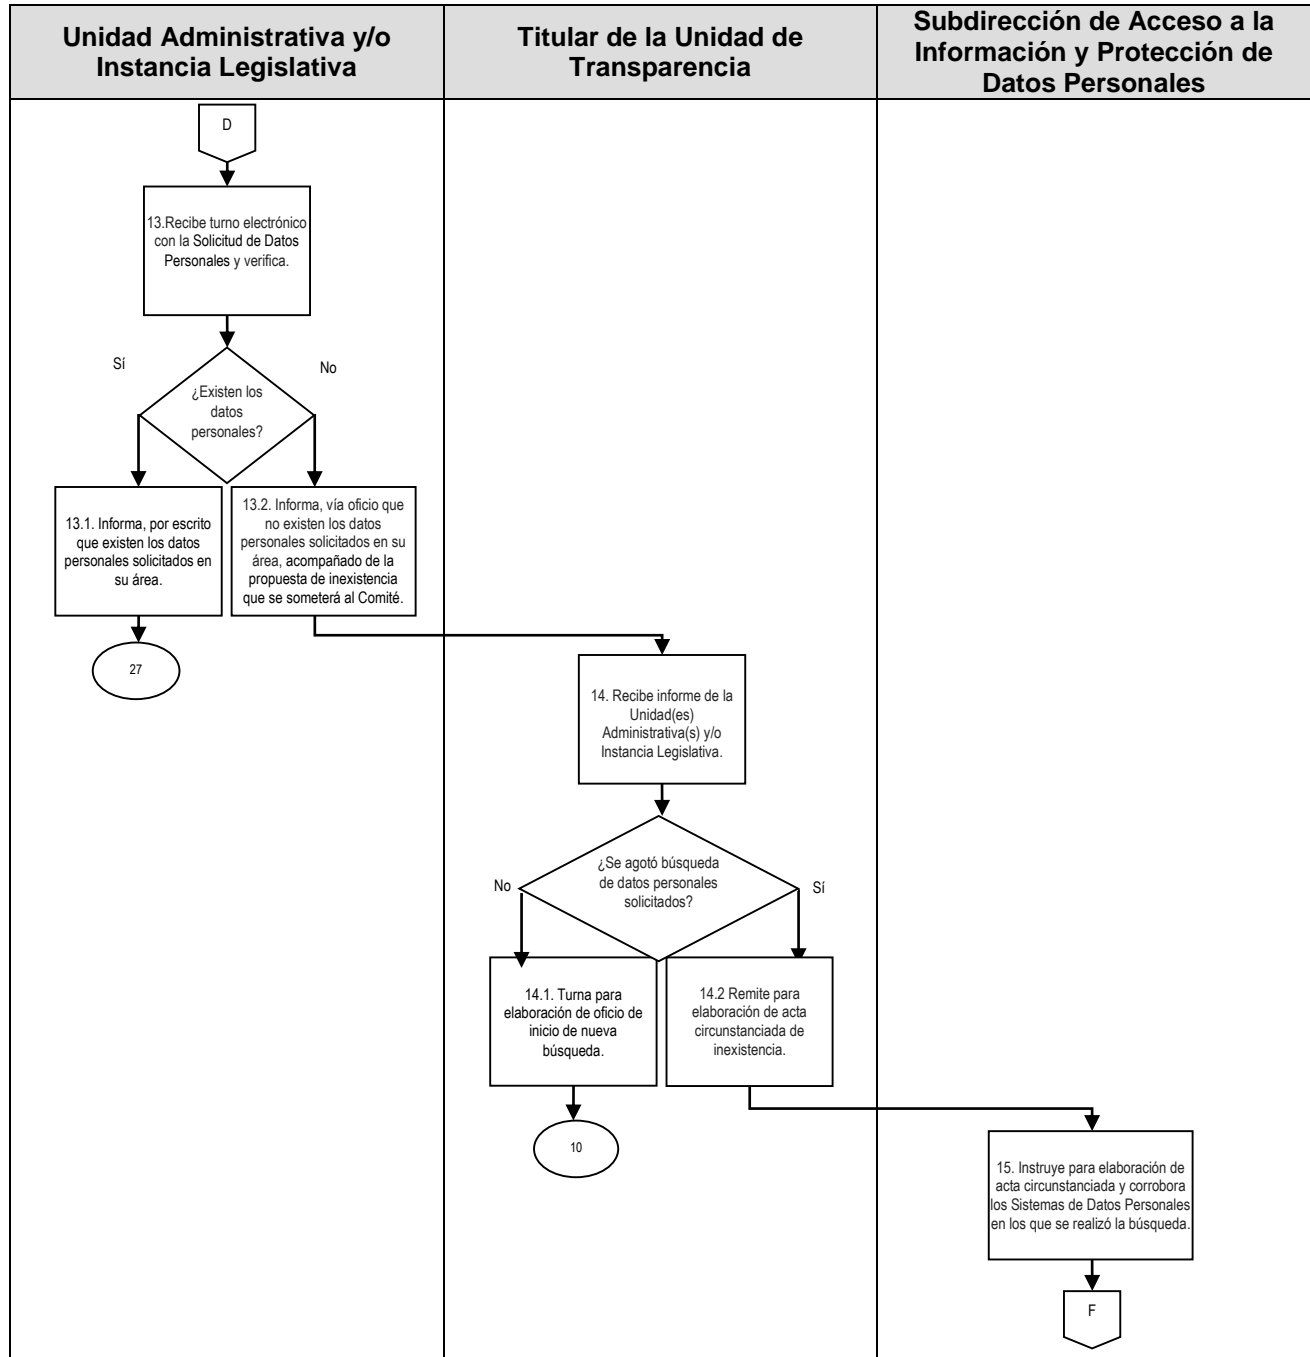 Unidad Administrativa y/o
Instancia Legislativa
Titular de la Unidad de
Transparencia
Subdirección de Acceso a la
Información y Protección de
Datos Personales
D
13.Recibe turno electrónico
con la Solicitud de Datos
Personales y verifica.
Sí
No
¿Existen los
datos
personales?
13.1. Informa, por escrito
que existen los datos
personales solicitados en
su área.
13.2. Informa, vía oficio que
no existen los datos
personales solicitados en su
área, acompañado de la
propuesta de inexistencia
que se someterá al Comité.
27
14. Recibe informe de la
Unidad(es)
Administrativa(s) y/o
Instancia Legislativa.
¿Se agotó búsqueda
de datos personales
solicitados?
No
Sí
14.1. Turna para
elaboración de oficio de
inicio de nueva
búsqueda.
14.2 Remite para
elaboración de acta
circunstanciada de
inexistencia.
10
15. Instruye para elaboración de
acta circunstanciada y corrobora
los Sistemas de Datos Personales
en los que se realizó la búsqueda.
F